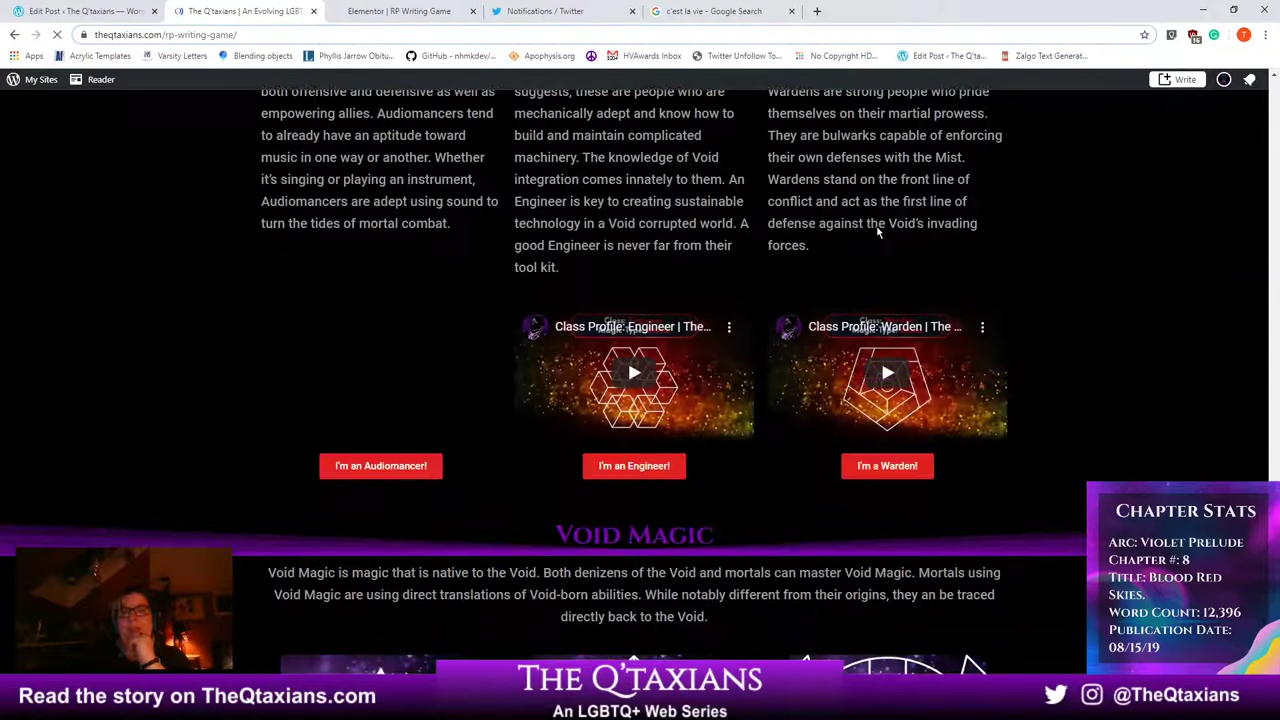 Edit Post ‹ The Q'taxians — Wor
The Q'taxians | An Evolving LGBT
Elementor | RP Writing Game
Notifications / Twitter
c'est la vie - Google Search
theqtaxians.com/rp-writing-game/
Apps
Acrylic Templates
Varsity Letters
Blending objects
Phyllis Jarrow Obitu...
GitHub - nhmkdev/...
Apophysis.org
HVAwards Inbox
Twitter Unfollow To...
No Copyright HD...
Edit Post ‹ The Q'ta...
Zalgo Text Generat...
My Sites
Reader
Write
both offensive and defensive as well as
empowering allies. Audiomancers tend
to already have an aptitude toward
music in one way or another. Whether
it's singing or playing an instrument,
Audiomancers are adept using sound to
turn the tides of mortal combat.
suggests, these are people who are
mechanically adept and know how to
build and maintain complicated
machinery. The knowledge of Void
integration comes innately to them. An
Engineer is key to creating sustainable
technology in a Void corrupted world. A
good Engineer is never far from their
tool kit.
Wardens are strong people who pride
themselves on their martial prowess.
They are bulwarks capable of enforcing
their own defenses with the Mist.
Wardens stand on the front line of
conflict and act as the first line of
defense against the Void's invading
forces.
Class Profile: Engineer | The...
Class Profile: Warden | The ...
I'm an Audiomancer!
I'm an Engineer!
I'm a Warden!
Void Magic
Void Magic is magic that is native to the Void. Both denizens of the Void and mortals can master Void Magic. Mortals using
Void Magic are using direct translations of Void-born abilities. While notably different from their origins, they an be traced
directly back to the Void.
Chapter Stats
Arc: Violet Prelude
Chapter #: 8
Title: Blood Red
Skies.
Word Count: 12,396
Publication Date:
08/15/19
Read the story on TheQtaxians.com
The Q'taxians
An LGBTQ+ Web Series
@TheQtaxians